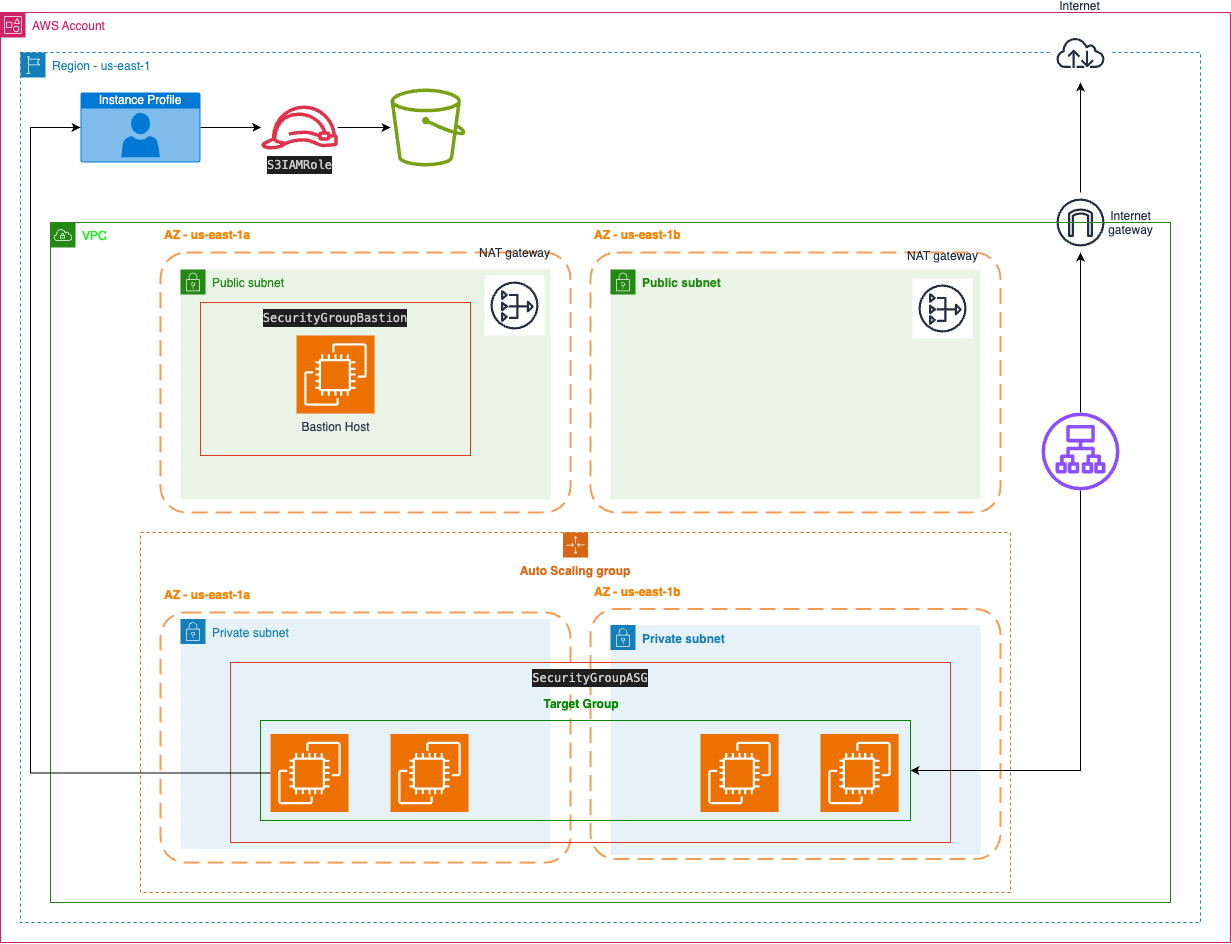 Internet
AWS Account
Region - us-east-1
Instance Profile
S3IAMRole
Internet
gateway
VPC
AZ - us-east-1a
AZ - us-east-1b
NAT gateway
NAT gateway
Public subnet
Public subnet
SecurityGroupBastion
Bastion Host
Auto Scaling group
AZ - us-east-1a
AZ - us-east-1b
Private subnet
Private subnet
SecurityGroupASG
Target Group